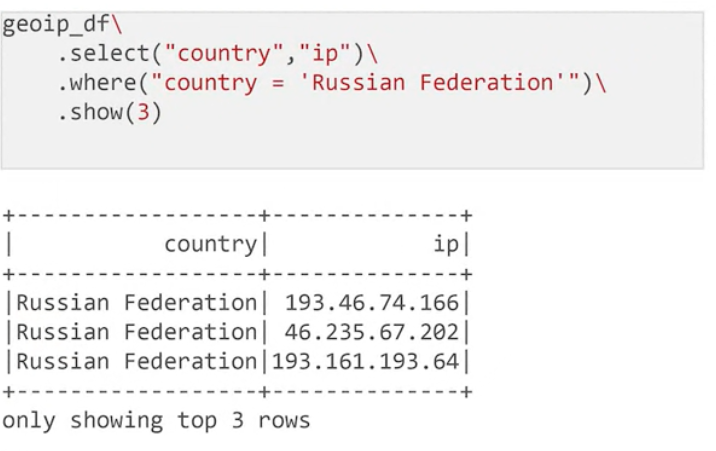 geoip_df\
    .select("country","ip")\
    .where("country = 'Russian Federation'")\
    .show(3)
+------------------+--------------+
|           country|            ip|
+------------------+--------------+
|Russian Federation| 193.46.74.166|
|Russian Federation| 46.235.67.202|
|Russian Federation|193.161.193.64|
+------------------+--------------+
only showing top 3 rows